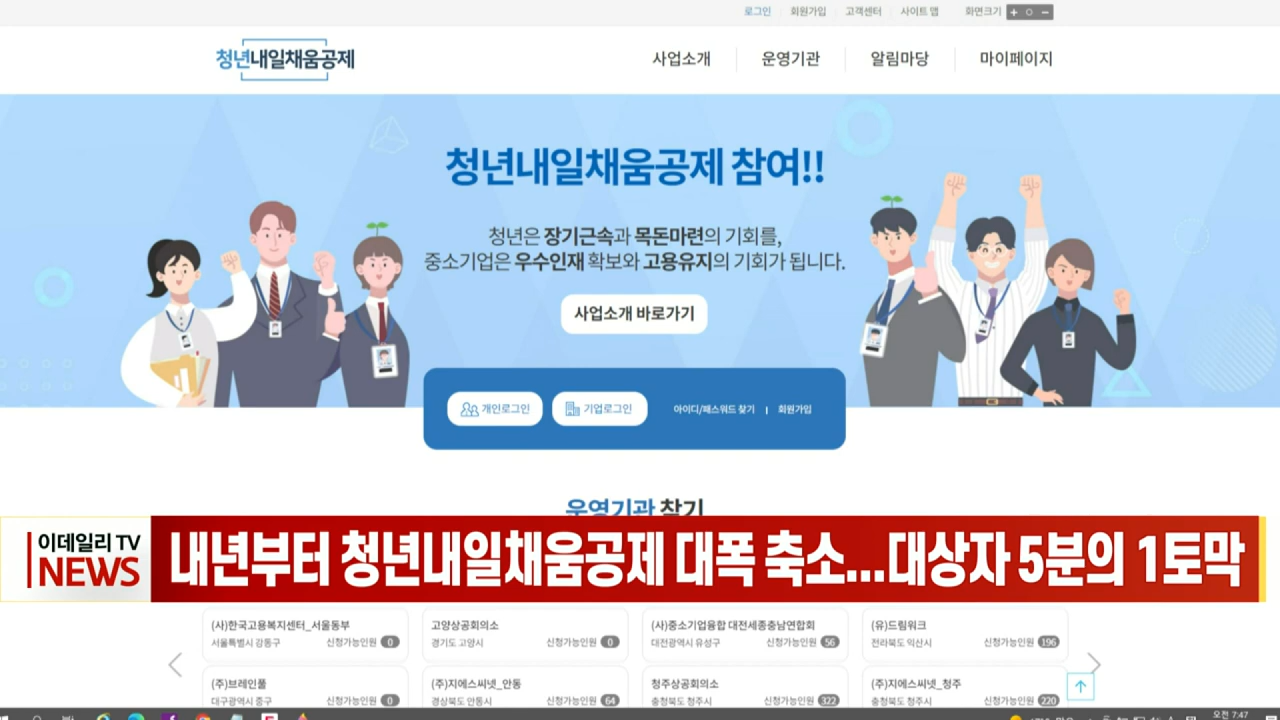 로그인 회원가입 고객센터 사이트 맵 화면크기
청년내일채움공제
사업소개 운영기관 알림마당 마이페이지
청년내일채움공제 참여!!
청년은 장기근속과 목돈마련의 기회를,
중소기업은 우수인재 확보와 고용유지의 기회가 됩니다.
사업소개 바로가기
개인로그인 기업로그인 아이디/패스워드 찾기 | 회원가입
운영기관 찾기
이데일리 TV
NEWS
내년부터 청년내일채움공제 대폭 축소...대상자 5분의 1토막
(사)한국고용복지센터_서울동부
서울특별시 강동구 신청가능인원 0
고양상공회의소
경기도 고양시 신청가능인원 0
(사)중소기업융합 대전세종충남연합회
대전광역시 유성구 신청가능인원 56
(유)드림워크
전라북도 익산시 신청가능인원 196
(주)브레인풀
대구광역시 중구 신청가능인원 0
(주)지에스씨넷_안동
경상북도 안동시 신청가능인원 64
청주상공회의소
충청북도 청주시 신청가능인원 322
(주)지에스씨넷_청주
충청북도 청주시 신청가능인원 220
오전 7:47